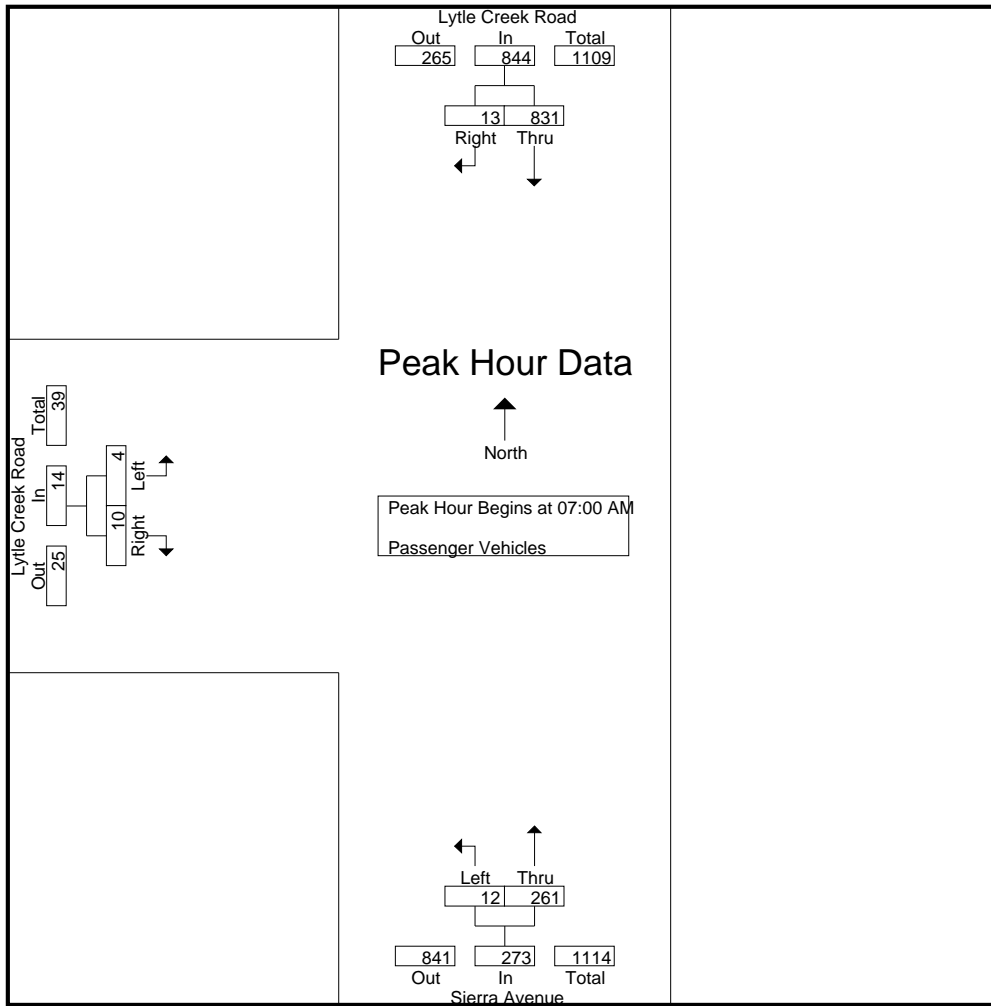 Lytle Creek Road
Out In Total
265 844 1109
13 831
Right Thru
Peak Hour Data
North
Peak Hour Begins at 07:00 AM
Passenger Vehicles
Lytle Creek Road
Out In Total
25 14 39
10 4
Right Left
Left Thru
12 261
841 273 1114
Out In Total
Sierra Avenue